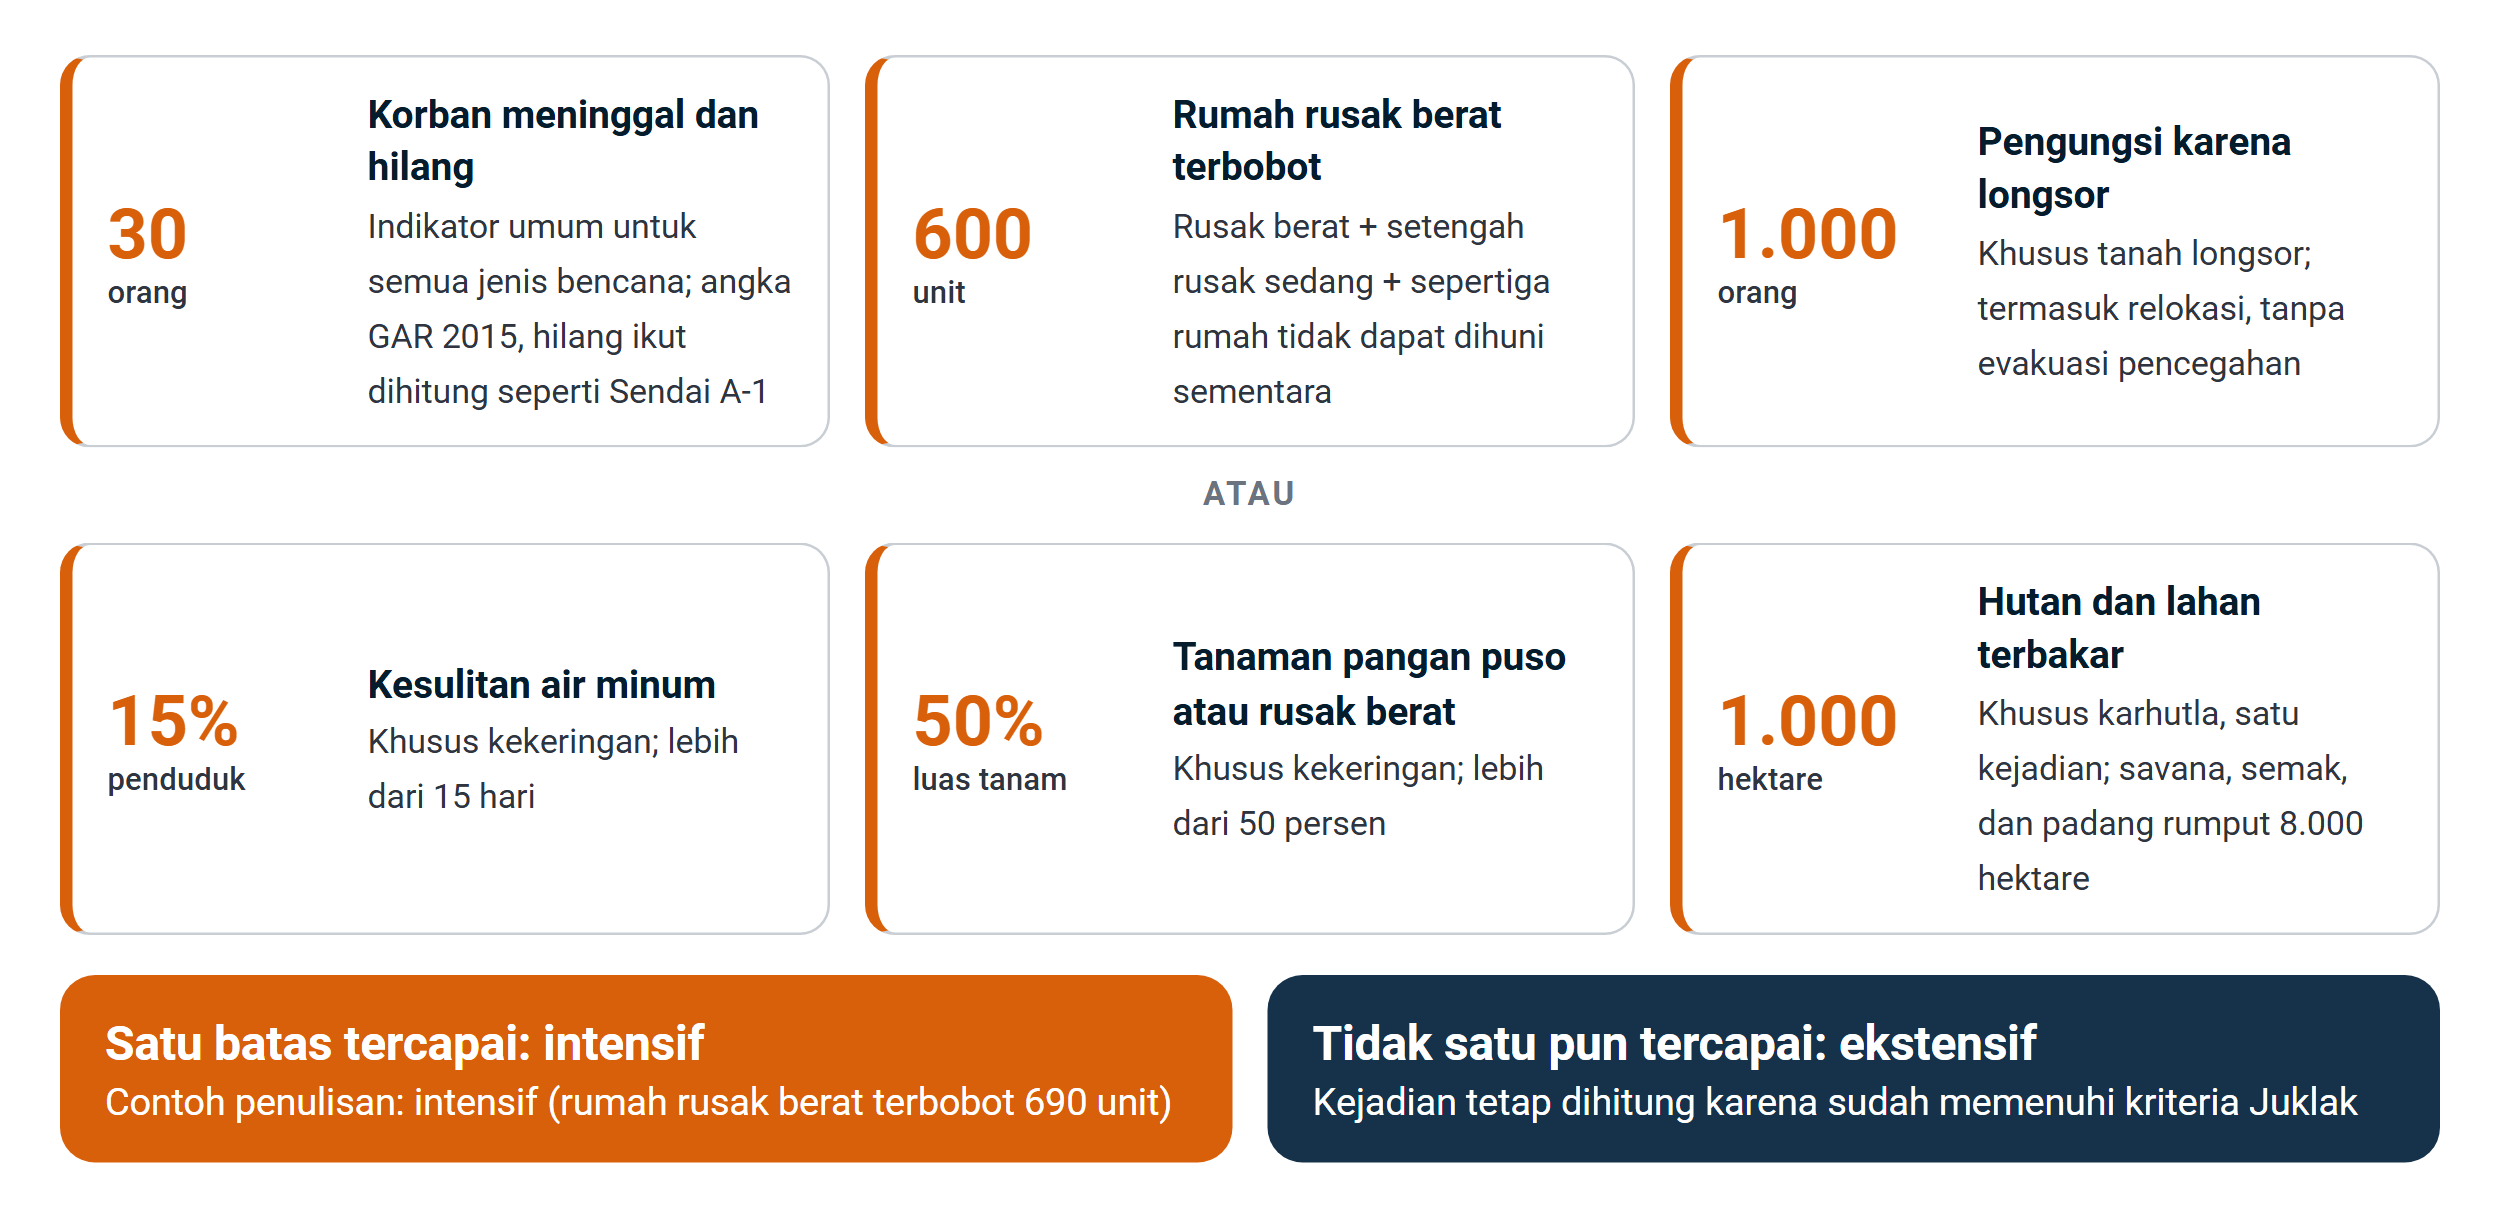 30
orang
Korban meninggal dan
hilang
Indikator umum untuk
semua jenis bencana; angka
GAR 2015, hilang ikut
dihitung seperti Sendai A-1
600
unit
Rumah rusak berat
terbobot
Rusak berat + setengah
rusak sedang + sepertiga
rumah tidak dapat dihuni
sementara
1.000
orang
Pengungsi karena
longsor
Khusus tanah longsor;
termasuk relokasi, tanpa
evakuasi pencegahan
ATAU
15%
penduduk
Kesulitan air minum
Khusus kekeringan; lebih
dari 15 hari
50%
luas tanam
Tanaman pangan puso
atau rusak berat
Khusus kekeringan; lebih
dari 50 persen
1.000
hektare
Hutan dan lahan
terbakar
Khusus karhutla, satu
kejadian; savana, semak,
dan padang rumput 8.000
hektare
Satu batas tercapai: intensif
Contoh penulisan: intensif (rumah rusak berat terbobot 690 unit)
Tidak satu pun tercapai: ekstensif
Kejadian tetap dihitung karena sudah memenuhi kriteria Juklak